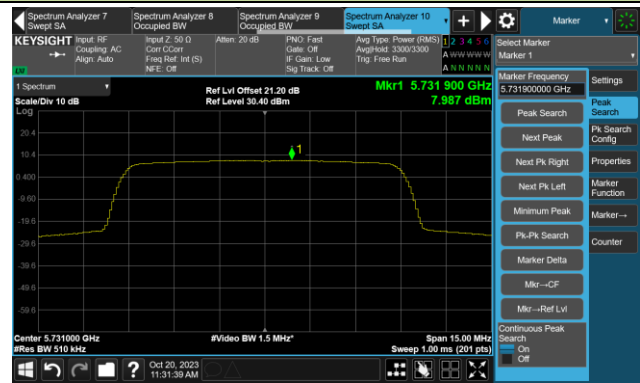 Spectrum Analyzer 7
Swept SA
Spectrum Analyzer 8
Occupied BW
Spectrum Analyzer 9
Occupied BW
Spectrum Analyzer 10
Swept SA
Marker
KEYSIGHT
Input: RF
Coupling: AC
Align: Auto
Input Z: 50 Ω
Corr CCorr
Freq Ref: Int (S)
NFE: Off
Atten: 20 dB
PNO: Fast
Gate: Off
IF Gain: Low
Sig Track: Off
Avg Type: Power (RMS)
Avg|Hold: 3300/3300
Trig: Free Run
1 2 3 4 5 6
A W W W W W
A N N N N N
LW
1 Spectrum
Scale/Div 10 dB
Log
Ref Lvl Offset 21.20 dB
Ref Level 30.40 dBm
Mkr1 5.731 900 GHz
7.987 dBm
1
20.4
10.4
0.400
-9.60
-19.6
-29.6
-39.6
-49.6
-59.6
Center 5.731000 GHz
#Res BW 510 kHz
#Video BW 1.5 MHz*
Span 15.00 MHz
Sweep 1.00 ms (201 pts)
Select Marker
Marker 1
Marker Frequency
5.731900000 GHz
Peak Search
Next Peak
Next Pk Right
Next Pk Left
Minimum Peak
Pk-Pk Search
Marker Delta
Mkr→CF
Mkr→Ref Lvl
Continuous Peak
Search
On
Off
Settings
Peak
Search
Pk Search
Config
Properties
Marker
Function
Marker→
Counter
Oct 20, 2023
11:31:39 AM